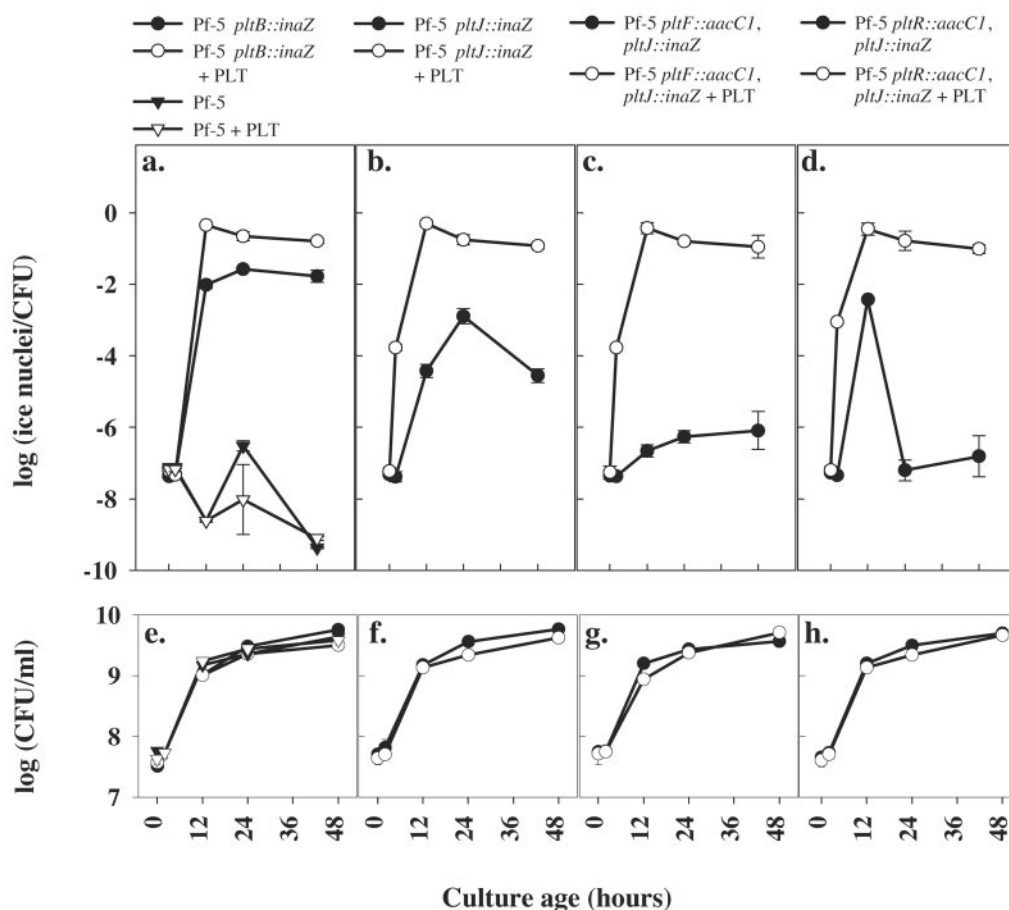 Pf-5 pltB::inaZ
Pf-5 pltB::inaZ
+ PLT
Pf-5
Pf-5 + PLT
Pf-5 pltJ::inaZ
Pf-5 pltJ::inaZ
+ PLT
Pf-5 pltF::aacC1,
pltJ::inaZ
Pf-5 pltF::aacC1,
pltJ::inaZ + PLT
Pf-5 pltR::aacC1,
pltJ::inaZ
Pf-5 pltR::aacC1,
pltJ::inaZ + PLT
a.
b.
c.
d.
log (ice nuclei/CFU)
0
-2
-4
-6
-8
-10
e.
f.
g.
h.
log (CFU/ml)
10
9
8
7
0 12 24 36 48
0 12 24 36 48
0 12 24 36 48
0 12 24 36 48
Culture age (hours)